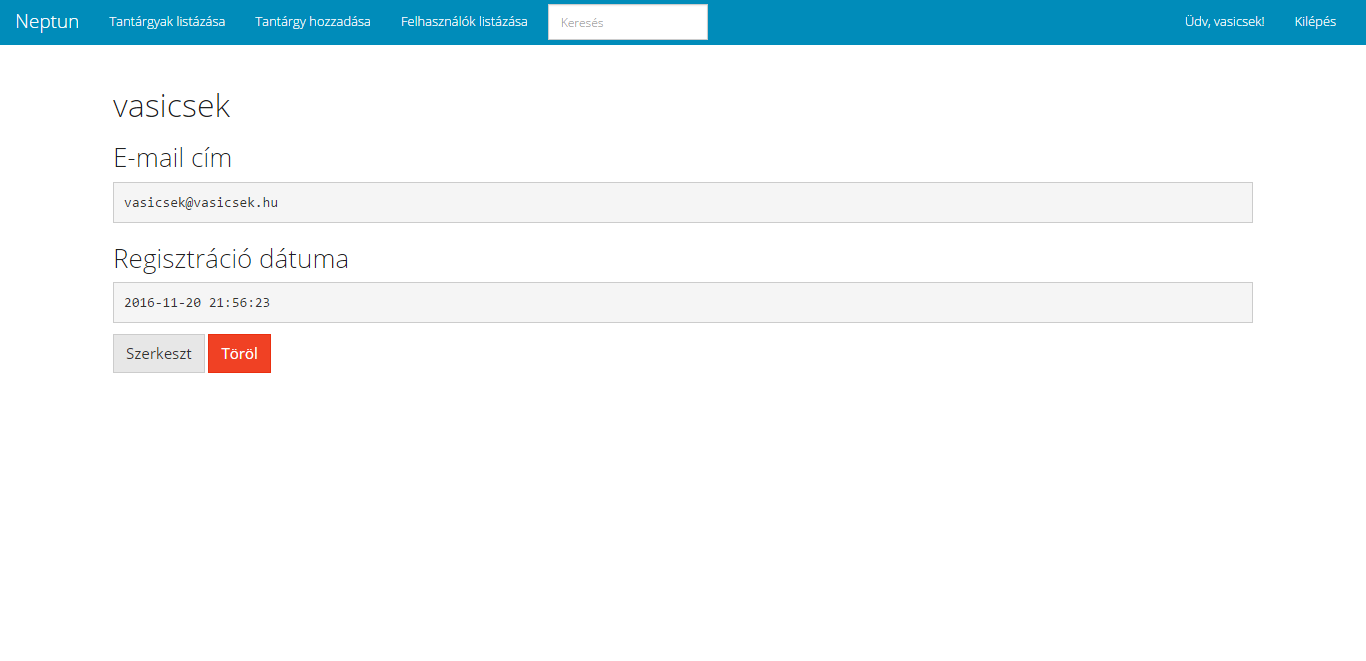 Neptun Tantárgyak listázása Tantárgy hozzadása Felhasználók listázása Keresés Üdv, vasicsek! Kilépés
vasicsek
E-mail cím
vasicsek@vasicsek.hu
Regisztráció dátuma
2016-11-20 21:56:23
Szerkeszt Töröl